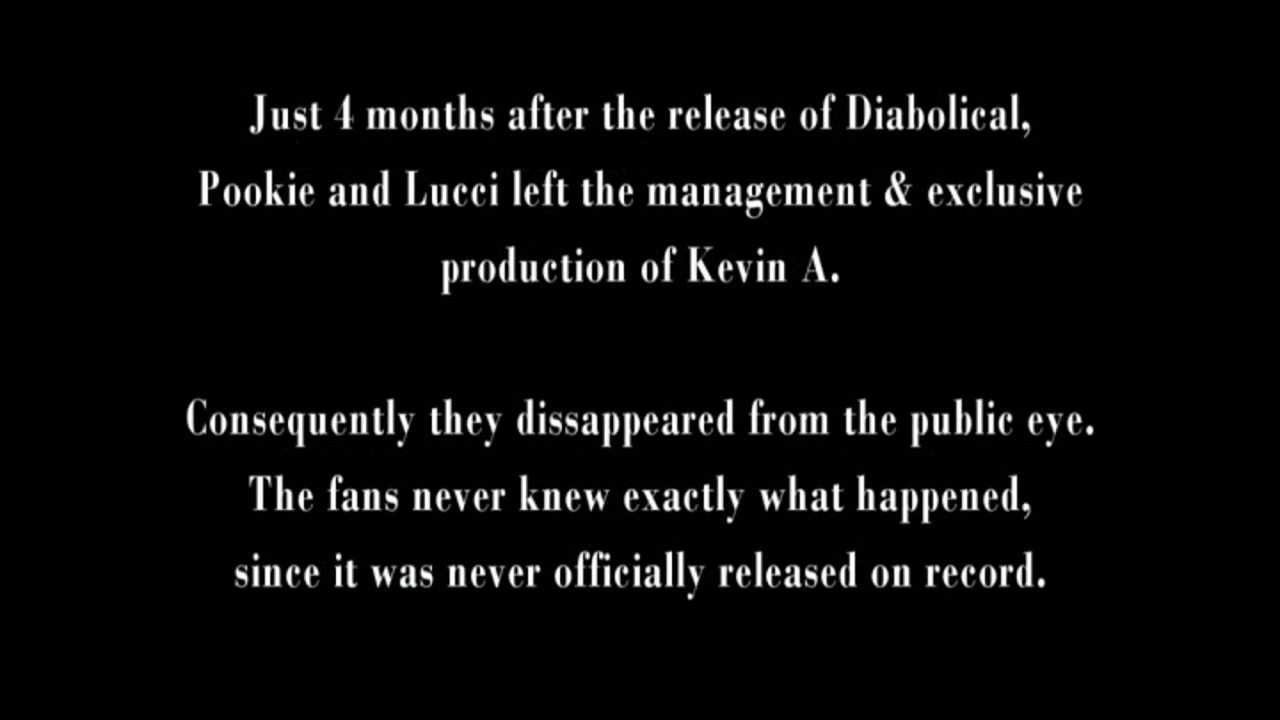 Just 4 months after the release of Diabolical,
Pookie and Lucci left the management & exclusive
production of Kevin A.
Consequently they dissappeared from the public eye.
The fans never knew exactly what happened,
since it was never officially released on record.